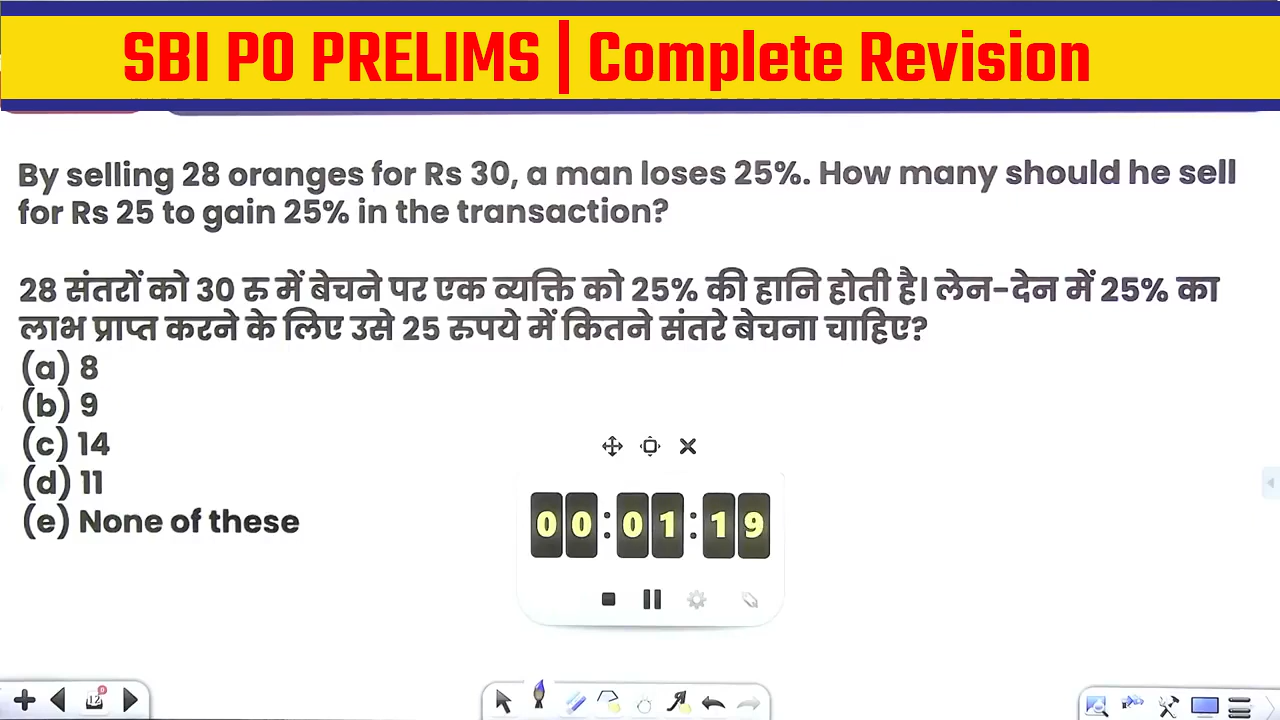 SBI PO PRELIMS | Complete Revision
By selling 28 oranges for Rs 30, a man loses 25%. How many should he sell
for Rs 25 to gain 25% in the transaction?
28 संतरों को 30 रु में बेचने पर एक व्यक्ति को 25% की हानि होती है। लेन-देन में 25% का
लाभ प्राप्त करने के लिए उसे 25 रुपये में कितने संतरे बेचना चाहिए?
(a) 8
(b) 9
(c) 14
(d) 11
(e) None of these
00:01:19
12